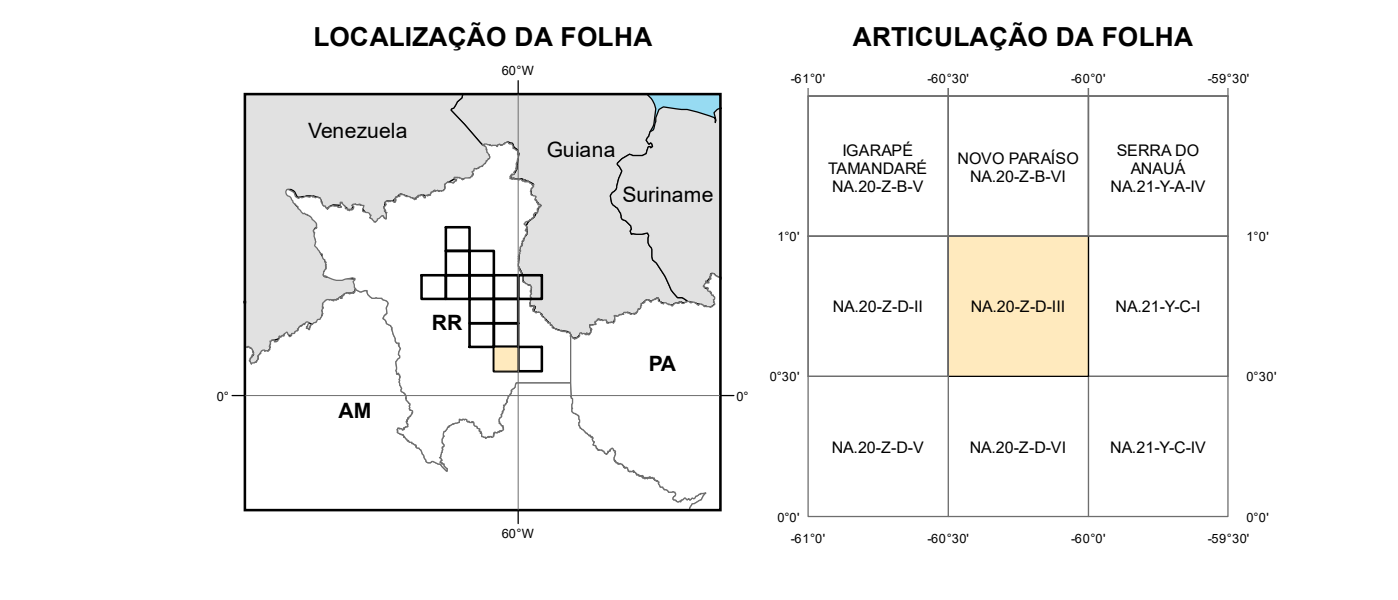 LOCALIZAÇÃO DA FOLHA
60°W
Venezuela
Guiana
Suriname
RR
PA
AM
0°
0°
60°W
ARTICULAÇÃO DA FOLHA
-61°0'
-60°30'
-60°0'
-59°30'
IGARAPÉ
TAMANDARÉ
NA.20-Z-B-V
NOVO PARAÍSO
NA.20-Z-B-VI
SERRA DO
ANAUÁ
NA.21-Y-A-IV
1°0'
1°0'
NA.20-Z-D-II
NA.20-Z-D-III
NA.21-Y-C-I
0°30'
0°30'
NA.20-Z-D-V
NA.20-Z-D-VI
NA.21-Y-C-IV
0°0'
0°0'
-61°0'
-60°30'
-60°0'
-59°30'